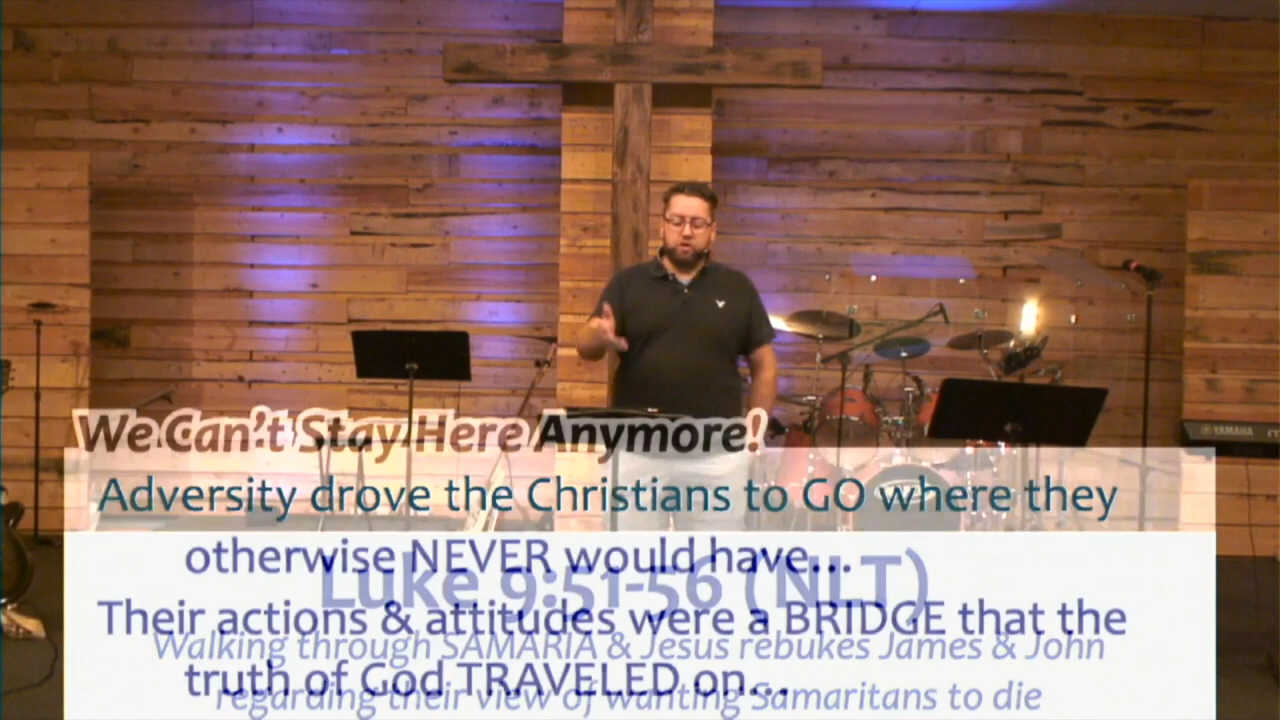 We Can't Stay Here Anymore!
Adversity drove the Christians to GO where they
otherwise NEVER would have...
Luke 9:51-56 (NLT)
Their actions & attitudes were a BRIDGE that the
Walking through SAMARIA & Jesus rebukes James & John
truth of God TRAVELED on...
regarding their view of wanting Samaritans to die
YAMAHA